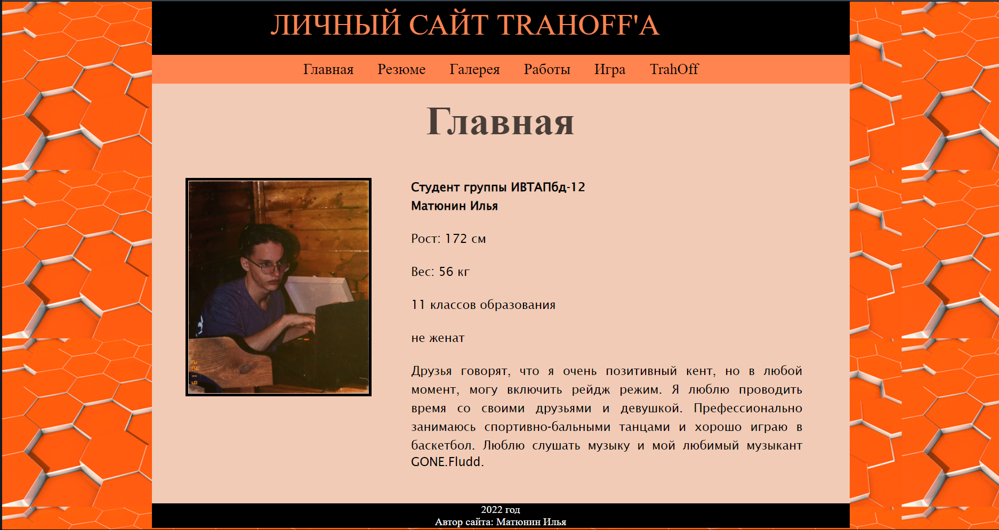 ЛИЧНЫЙ САЙТ TRAHOFF'А
Главная Резюме Галерея Работы Игра TrahOff
Главная
Студент группы ИВТАПбд-12
Матюнин Илья
Рост: 172 см
Вес: 56 кг
11 классов образования
не женат
Друзья говорят, что я очень позитивный кент, но в любой
момент, могу включить рейдж режим. Я люблю проводить
время со своими друзьями и девушкой. Префессионально
занимаюсь спортивно-бальными танцами и хорошо играю в
баскетбол. Люблю слушать музыку и мой любимый музыкант
GONE.Fludd.
2022 год
Автор сайта: Матюнин Илья